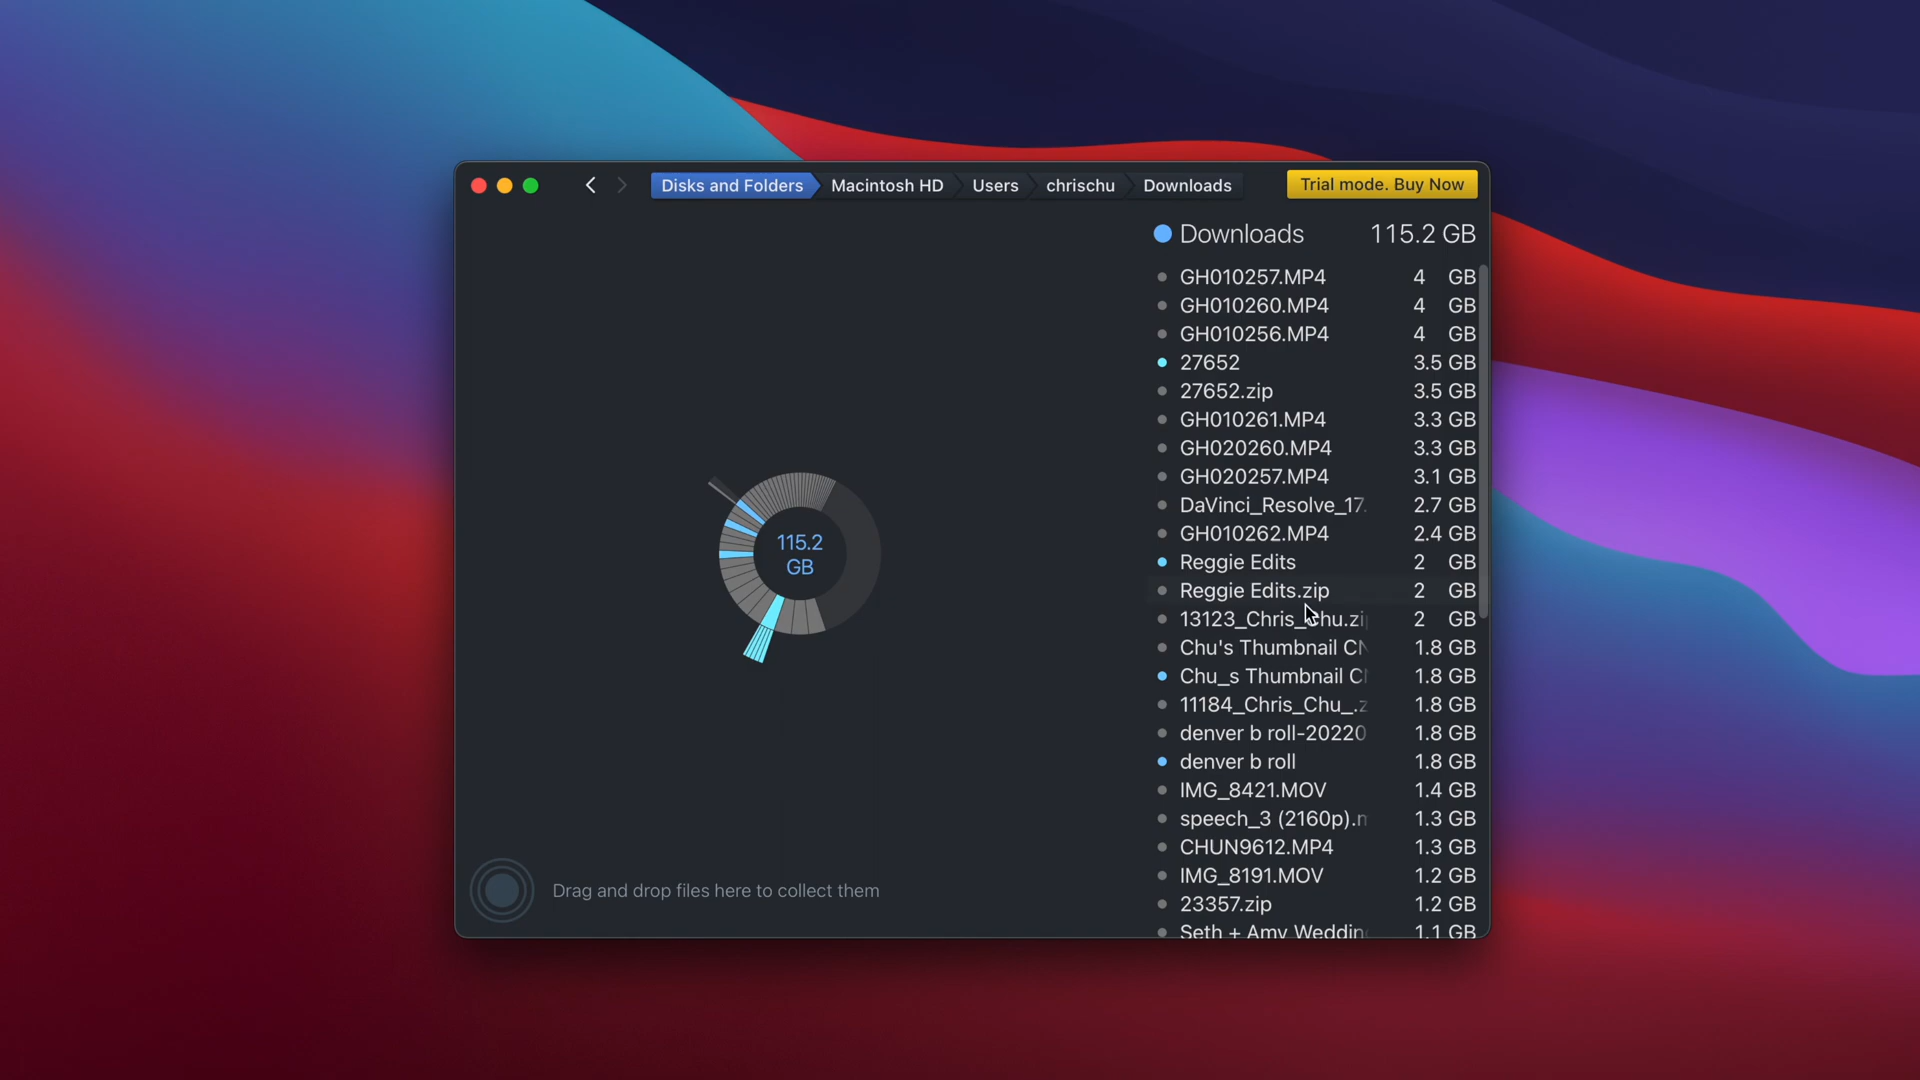 Disks and Folders Macintosh HD Users chrischu Downloads Trial mode. Buy Now
Downloads 115.2 GB
GH010257.MP4 4 GB
GH010260.MP4 4 GB
GH010256.MP4 4 GB
27652 3.5 GB
27652.zip 3.5 GB
GH010261.MP4 3.3 GB
GH020260.MP4 3.3 GB
GH020257.MP4 3.1 GB
DaVinci_Resolve_17. 2.7 GB
GH010262.MP4 2.4 GB
Reggie Edits 2 GB
Reggie Edits.zip 2 GB
13123_Chris_Chu.zi 2 GB
Chu's Thumbnail CN 1.8 GB
Chu_s Thumbnail C 1.8 GB
11184_Chris_Chu_.z 1.8 GB
denver b roll-20220 1.8 GB
denver b roll 1.8 GB
IMG_8421.MOV 1.4 GB
speech_3 (2160p).m 1.3 GB
CHUN9612.MP4 1.3 GB
IMG_8191.MOV 1.2 GB
23357.zip 1.2 GB
Seth + Amy Weddin 1.1 GB
115.2
GB
Drag and drop files here to collect them